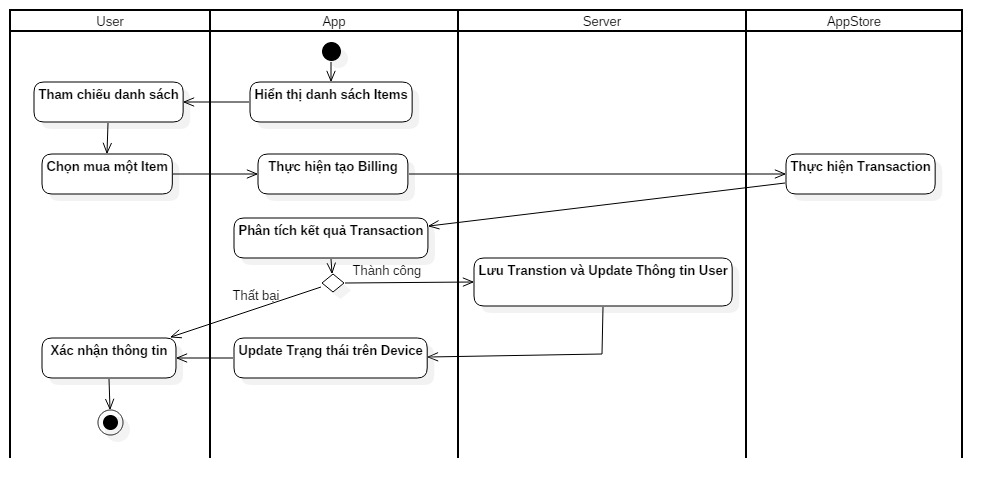 User
App
Server
AppStore
Tham chiếu danh sách
Hiển thị danh sách Items
Chọn mua một Item
Thực hiện tạo Billing
Thực hiện Transaction
Phân tích kết quả Transaction
Thành công
Lưu Transtion và Update Thông tin User
Thất bại
Xác nhận thông tin
Update Trạng thái trên Device